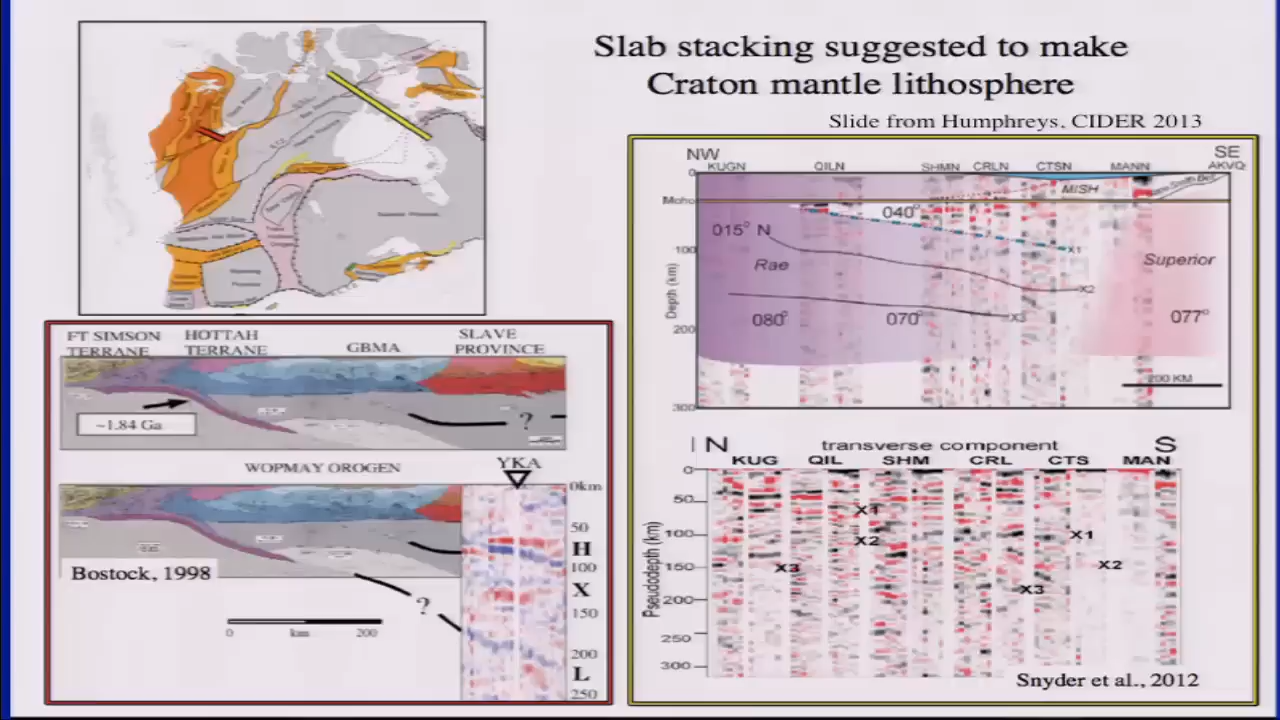 Slab stacking suggested to make
Craton mantle lithosphere
Slide from Humphreys, CIDER 2013
NW
SE
KUGN QILN SHMN CRLN CTSN MANN AKVQ
0
Moho
100
200
300
Depth (km)
MISH
040°
015° N
Rae
X1
X2
X3
080°
070°
Superior
077°
200 KM
FT SIMSON
TERRANE
HOTTAH
TERRANE
GBMA
SLAVE
PROVINCE
~1.84 Ga
?
WOPMAY OROGEN
YKA
0km
50
H
100
X
150
200
L
250
Bostock, 1998
?
0 km 200
N
transverse component
S
KUG QIL SHM CRL CTS MAN
0
50
100
150
200
250
300
Pseudodepth (km)
X1
X2
X3
X1
X2
X3
Snyder et al., 2012